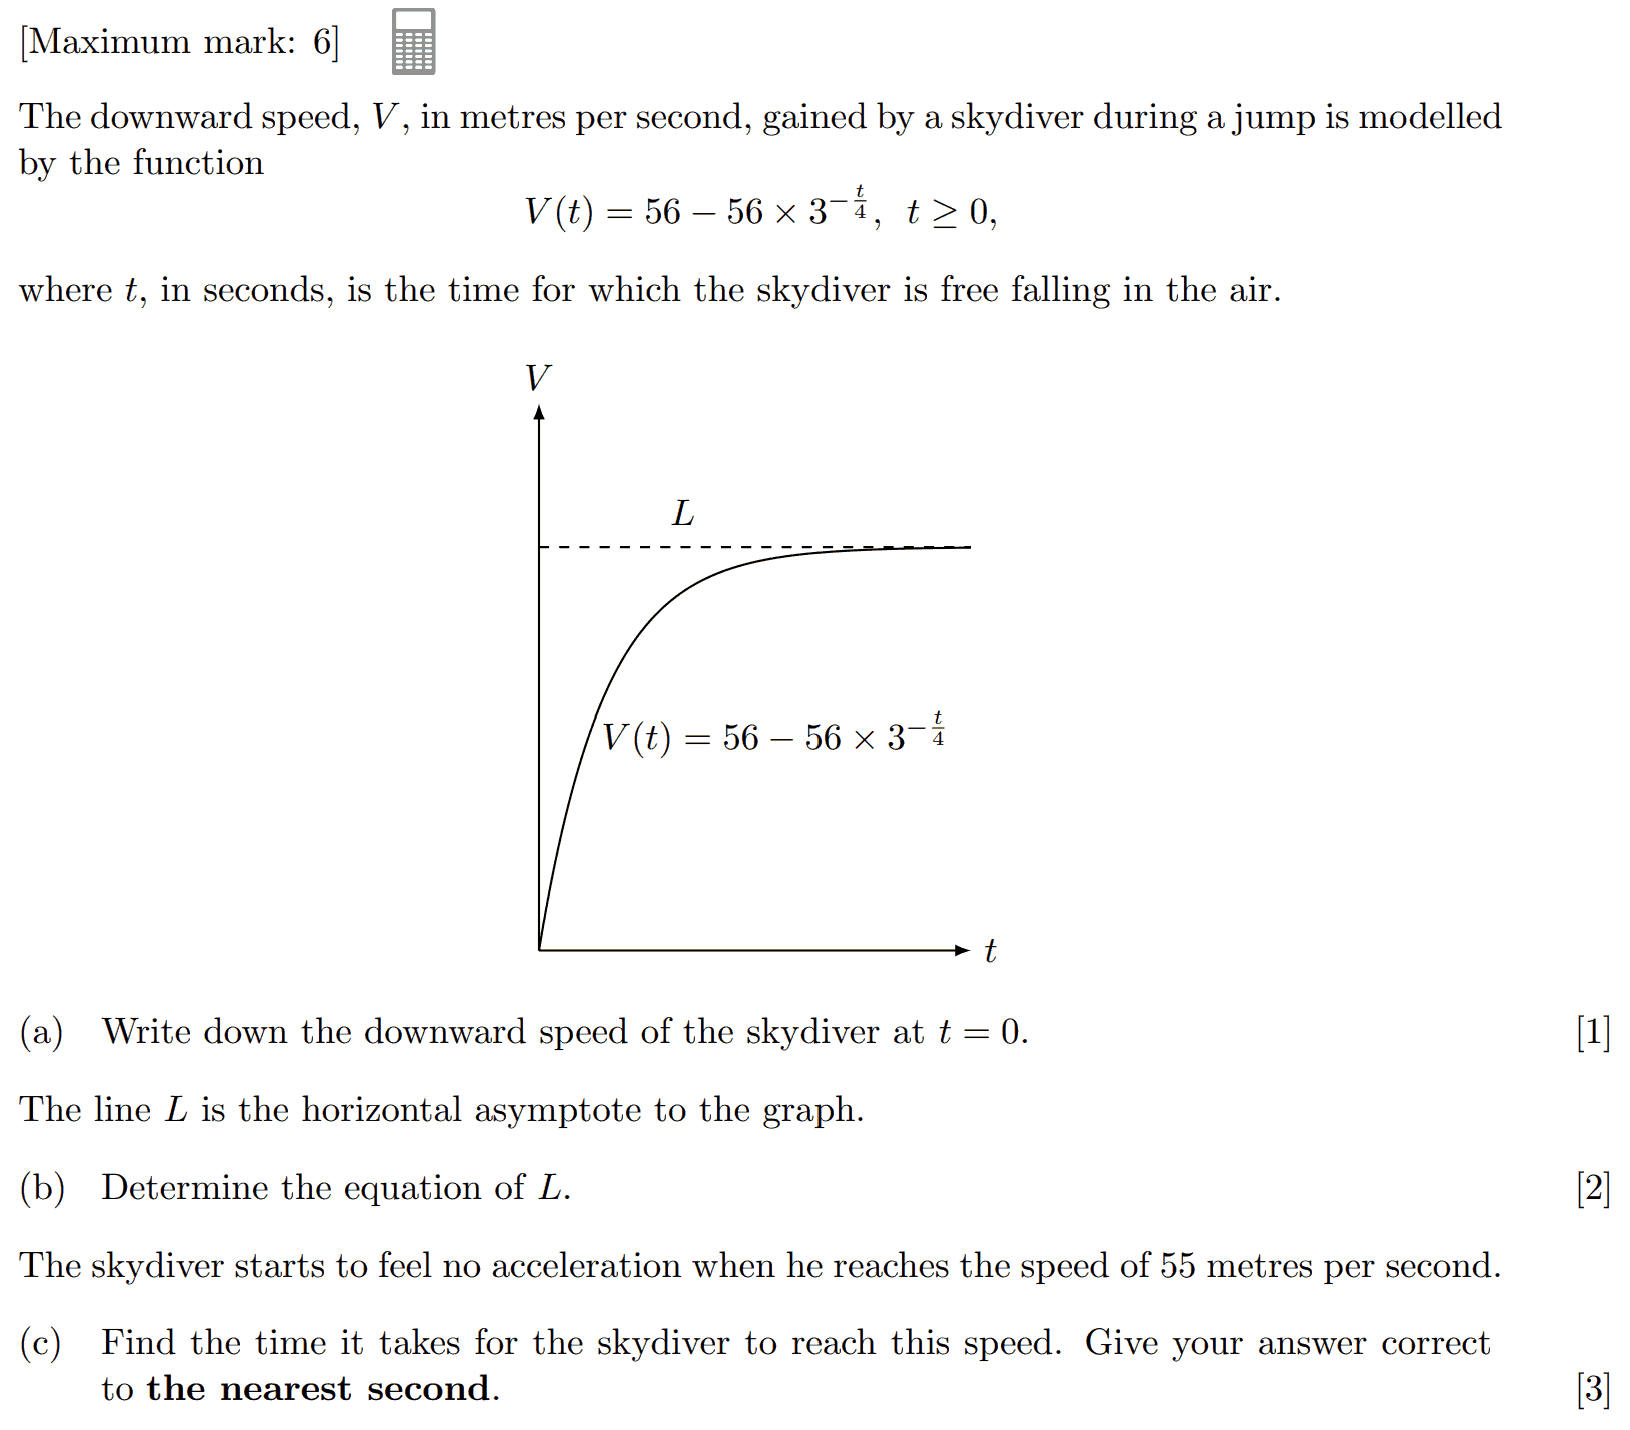 [Maximum mark: 6]
The downward speed, V, in metres per second, gained by a skydiver during a jump is modelled
by the function
V(t) = 56 − 56 × 3^{−t/4}, t ≥ 0,
where t, in seconds, is the time for which the skydiver is free falling in the air.
V
L
V(t) = 56 − 56 × 3^{−t/4}
t
(a) Write down the downward speed of the skydiver at t = 0. [1]
The line L is the horizontal asymptote to the graph.
(b) Determine the equation of L. [2]
The skydiver starts to feel no acceleration when he reaches the speed of 55 metres per second.
(c) Find the time it takes for the skydiver to reach this speed. Give your answer correct
to the nearest second. [3]